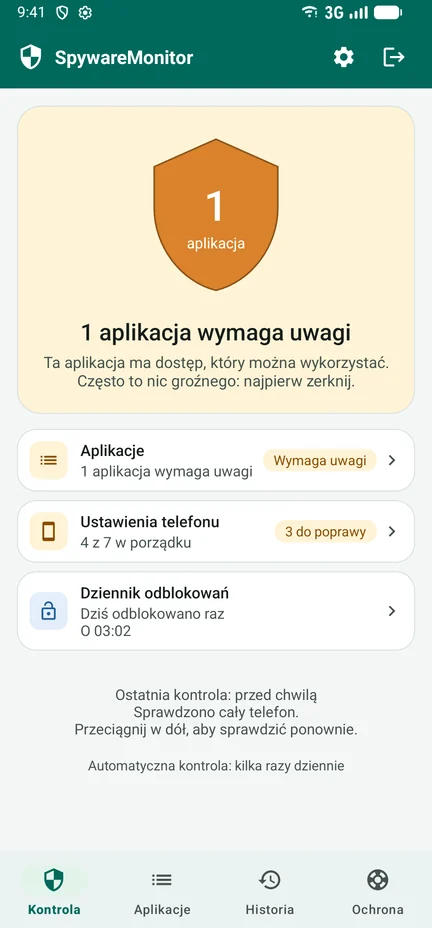 9:41
3G
SpywareMonitor
1
aplikacja
1 aplikacja wymaga uwagi
Ta aplikacja ma dostęp, który można wykorzystać.
Często to nic groźnego: najpierw zerknij.
Aplikacje
1 aplikacja wymaga uwagi
Wymaga uwagi
Ustawienia telefonu
4 z 7 w porządku
3 do poprawy
Dziennik odblokowań
Dziś odblokowano raz
O 03:02
Ostatnia kontrola: przed chwilą
Sprawdzono cały telefon.
Przeciągnij w dół, aby sprawdzić ponownie.
Automatyczna kontrola: kilka razy dziennie
Kontrola
Aplikacje
Historia
Ochrona